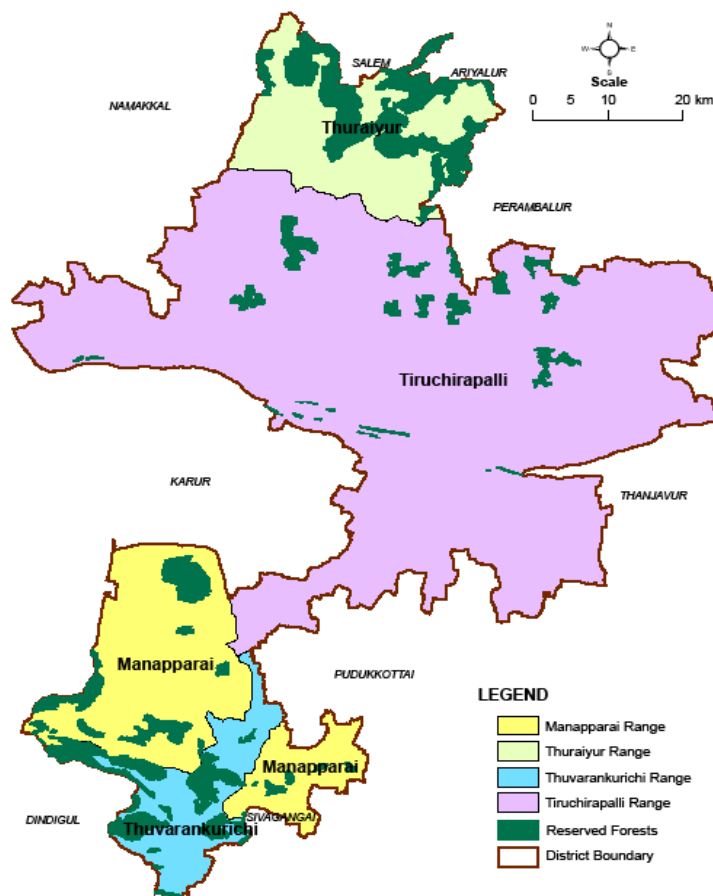 N
W E
S
Scale
0 5 10 20 km
SALEM
ARIYALUR
NAMAKKAL
Thuraiyur
PERAMBALUR
Tiruchirapalli
KARUR
THANJAVUR
Manapparai
PUDUKKOTTAI
LEGEND
Manapparai Range
Thuraiyur Range
Thuvarankurichi Range
Tiruchirapalli Range
Reserved Forests
District Boundary
Manapparai
DINDIGUL
SIVAGANGAI
Thuvarankurichi